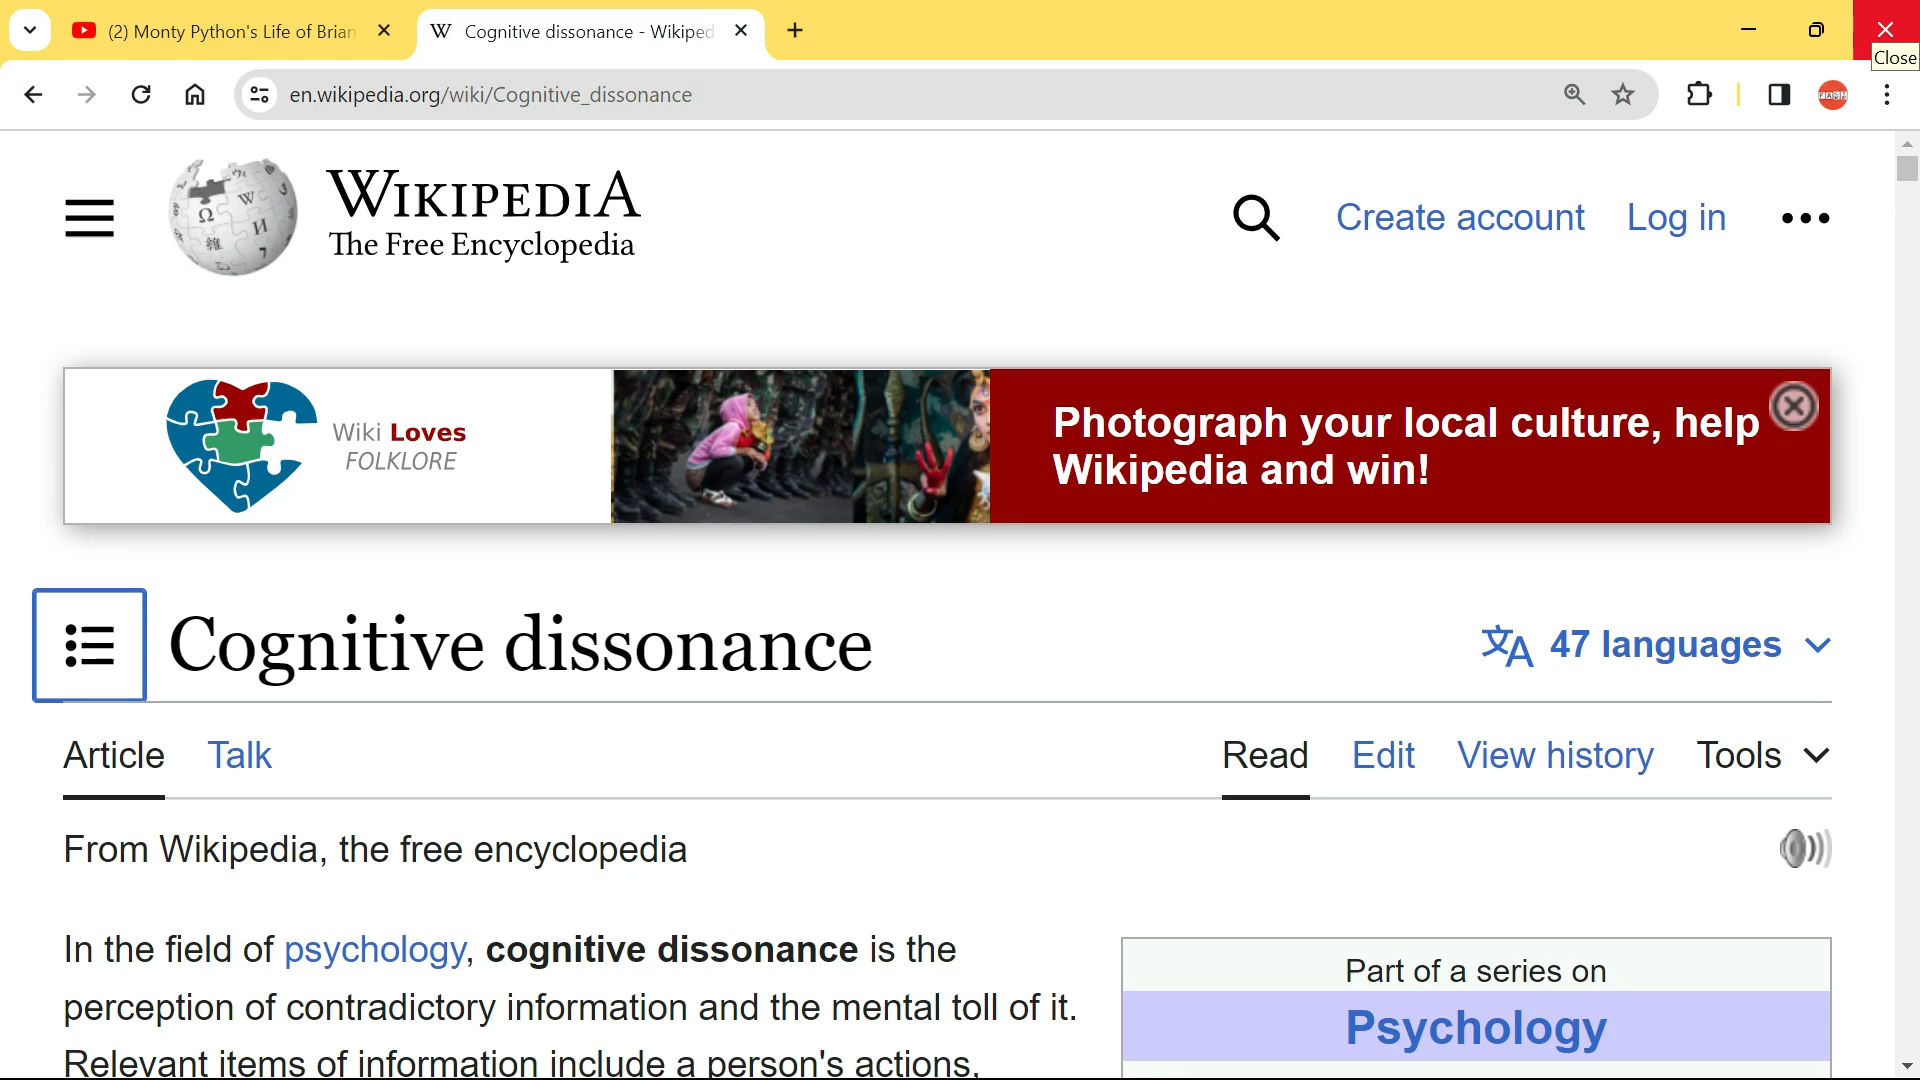 (2) Monty Python's Life of Brian
Cognitive dissonance - Wikiped
Close
en.wikipedia.org/wiki/Cognitive_dissonance
WIKIPEDIA
The Free Encyclopedia
Create account
Log in
Wiki Loves
FOLKLORE
Photograph your local culture, help
Wikipedia and win!
Cognitive dissonance
47 languages
Article
Talk
Read
Edit
View history
Tools
From Wikipedia, the free encyclopedia
In the field of psychology, cognitive dissonance is the
perception of contradictory information and the mental toll of it.
Relevant items of information include a person's actions,
Part of a series on
Psychology